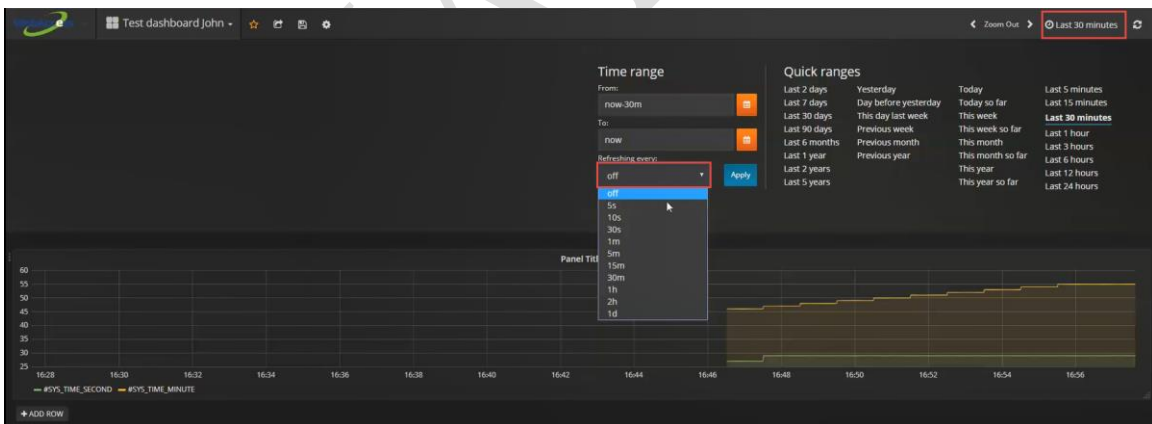 Test dashboard John
Zoom Out
Last 30 minutes
Time range
From:
now-30m
To:
now
Refreshing every:
off
Apply
off
5s
10s
30s
1m
5m
15m
30m
1h
2h
1d
Quick ranges
Last 2 days
Last 7 days
Last 30 days
Last 90 days
Last 6 months
Last 1 year
Last 2 years
Last 5 years
Yesterday
Day before yesterday
This day last week
Previous week
Previous month
Previous year
Today
Today so far
This week
This week so far
This month
This month so far
This year
This year so far
Last 5 minutes
Last 15 minutes
Last 30 minutes
Last 1 hour
Last 3 hours
Last 6 hours
Last 12 hours
Last 24 hours
Panel Titl
60
55
50
45
40
35
30
25
16:28 16:30 16:32 16:34 16:36 16:38 16:40 16:42 16:44 16:46 16:48 16:50 16:52 16:54 16:56
#SYS_TIME_SECOND #SYS_TIME_MINUTE
+ ADD ROW